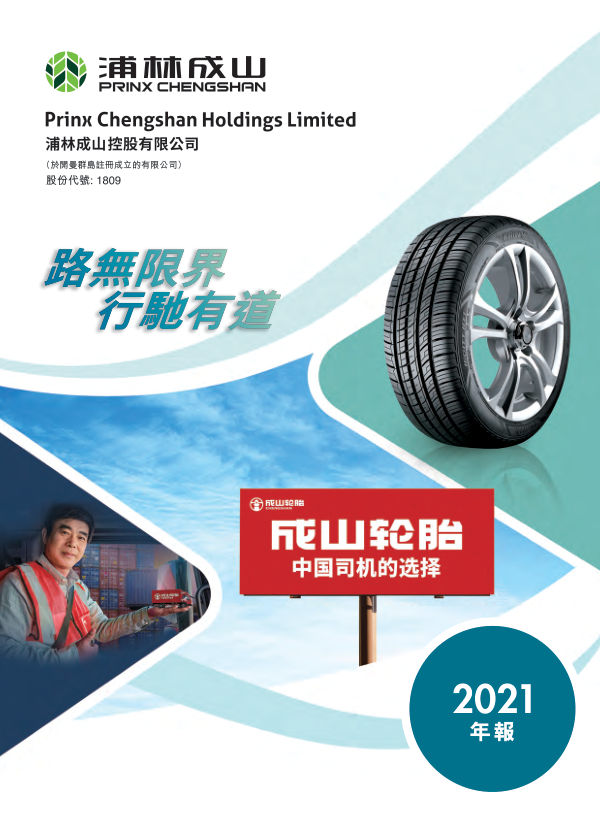 浦林成山
PRINX CHENGSHAN
Prinx Chengshan Holdings Limited
浦林成山控股有限公司
（於開曼群島註冊成立的有限公司）
股份代號: 1809
路無限界
行馳有道
成山轮胎
CHENGSHAN
成山轮胎
中国司机的选择
2021
年報